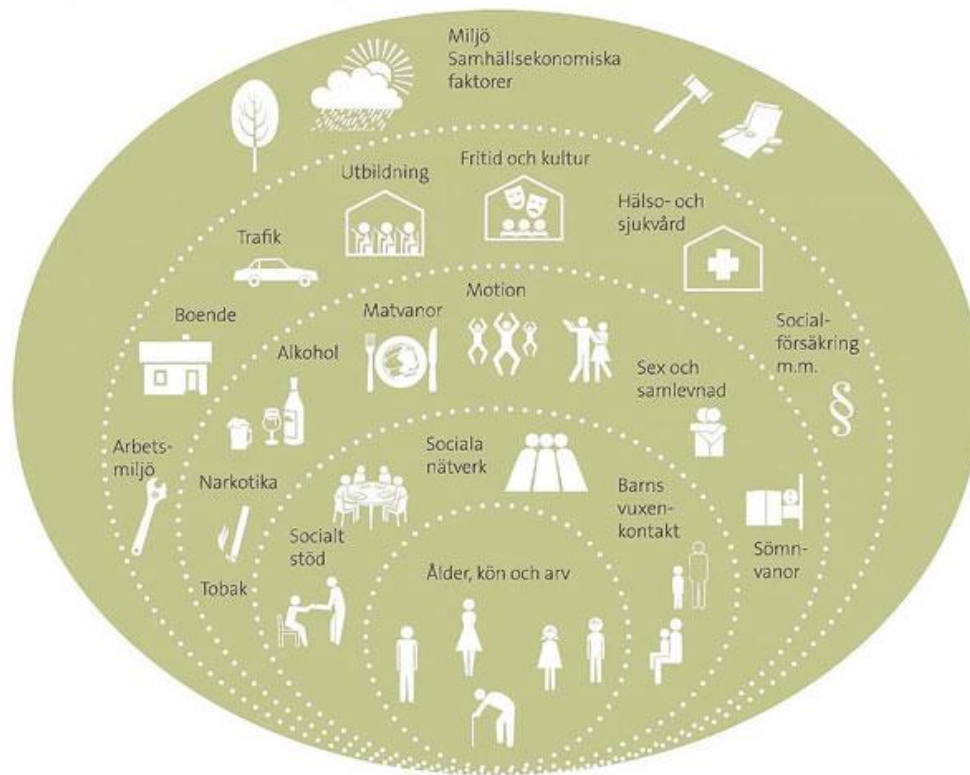 Miljö
Samhällsekonomiska
faktorer
Fritid och kultur
Utbildning
Hälso- och
sjukvård
Trafik
Motion
Matvanor
Boende
Social-
försäkring
m.m.
Alkohol
Sex och
samlevnad
Arbets-
miljö
Sociala
nätverk
Narkotika
Barns
vuxen-
kontakt
Socialt
stöd
Sömn-
vanor
Tobak
Ålder, kön och arv
§